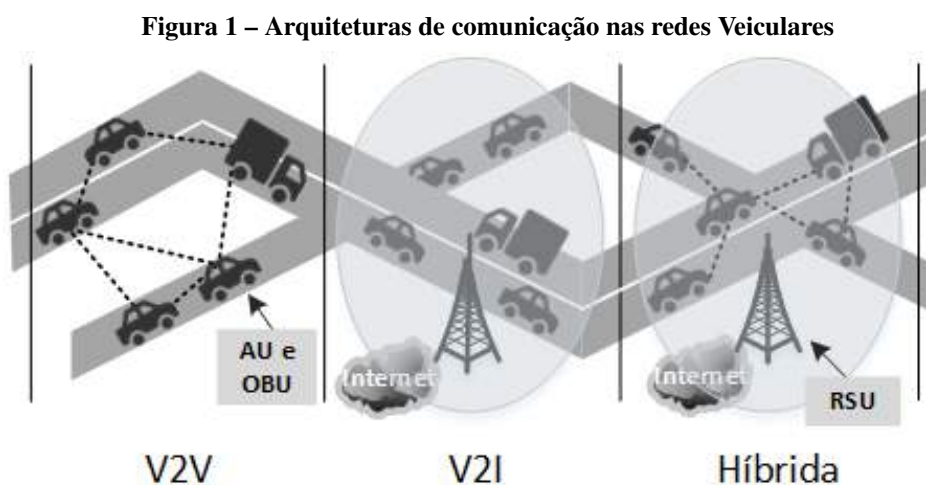 Figura 1 – Arquiteturas de comunicação nas redes Veiculares
AU e
OBU
Internet
Internet
RSU
V2V
V2I
Híbrida